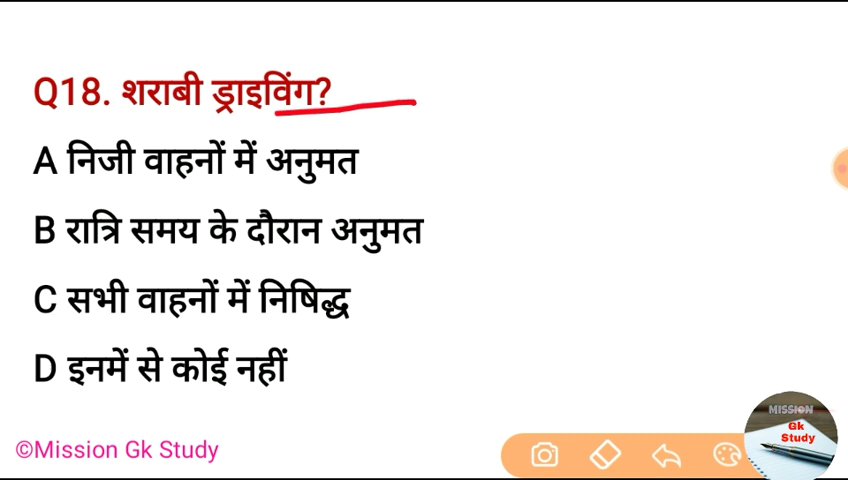 Q18. शराबी ड्राइविंग?
A निजी वाहनों में अनुमत
B रात्रि समय के दौरान अनुमत
C सभी वाहनों में निषिद्ध
D इनमें से कोई नहीं
©Mission Gk Study
MISSION
Gk
Study